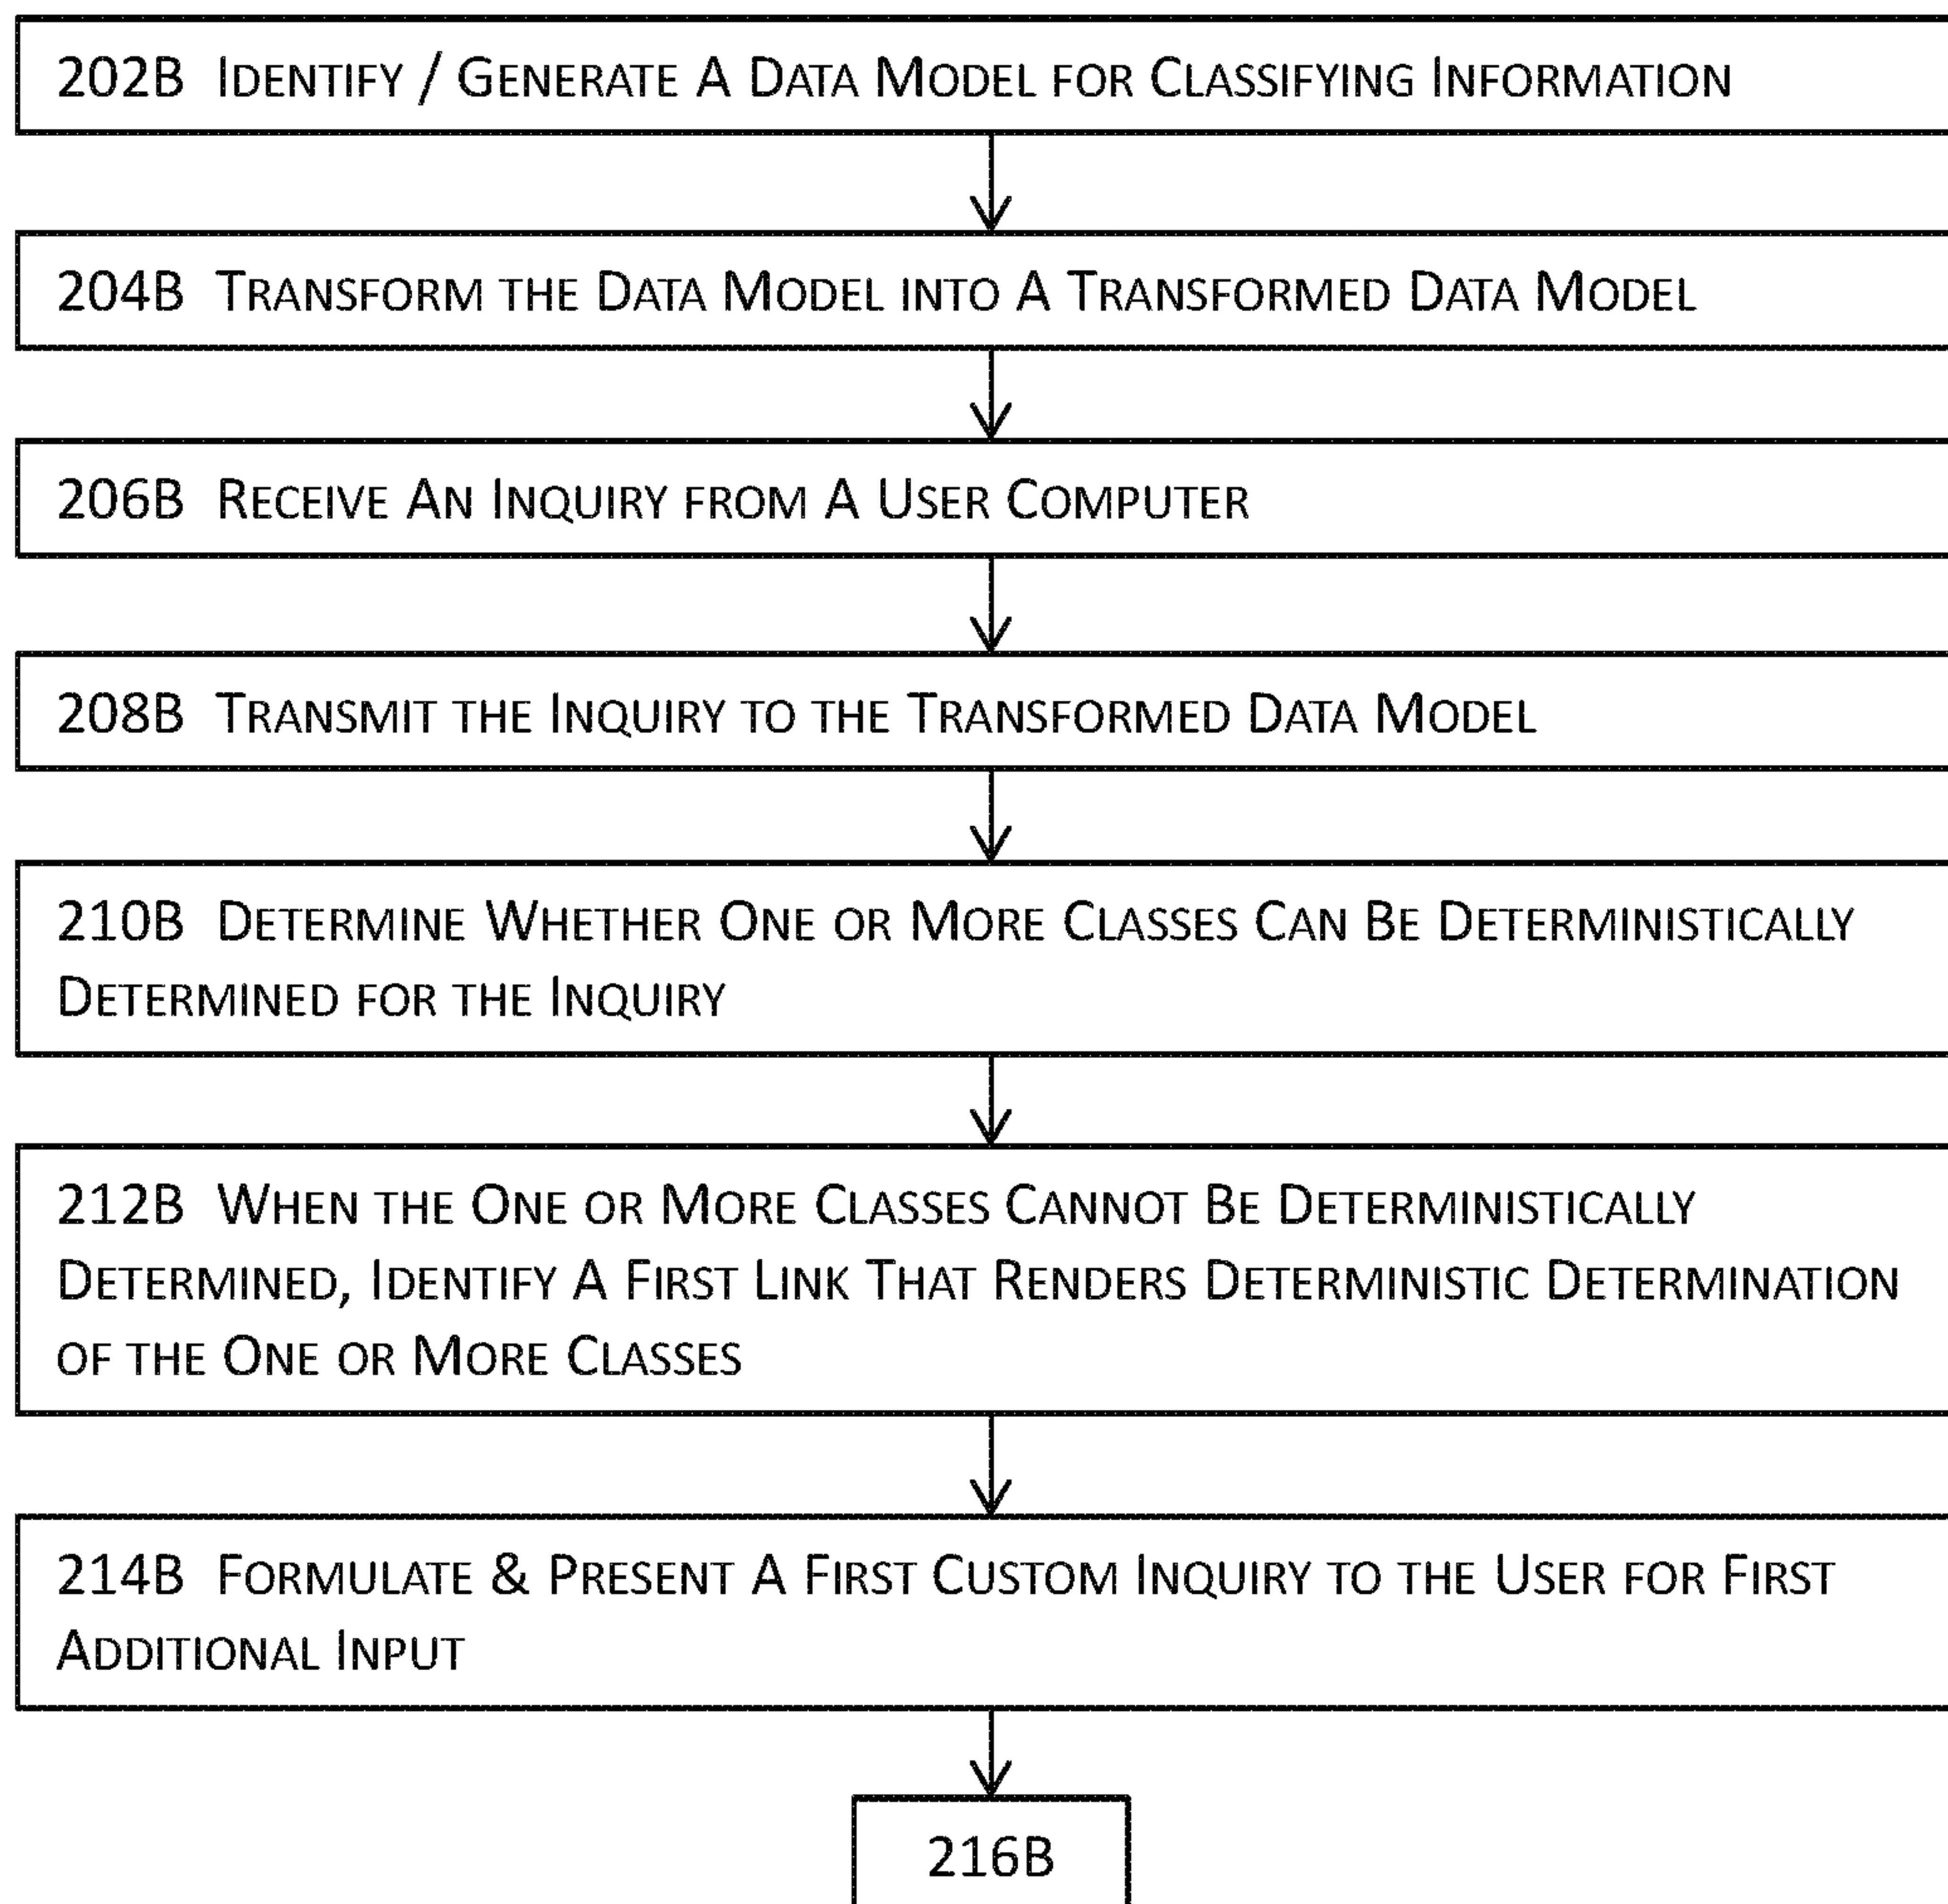 202B Identify / Generate A Data Model for Classifying Information
204B Transform the Data Model into A Transformed Data Model
206B Receive An Inquiry from A User Computer
208B Transmit the Inquiry to the Transformed Data Model
210B Determine Whether One or More Classes Can Be Deterministically
Determined for the Inquiry
212B When the One or More Classes Cannot Be Deterministically
Determined, Identify A First Link That Renders Deterministic Determination
of the One or More Classes
214B Formulate & Present A First Custom Inquiry to the User for First
Additional Input
216B